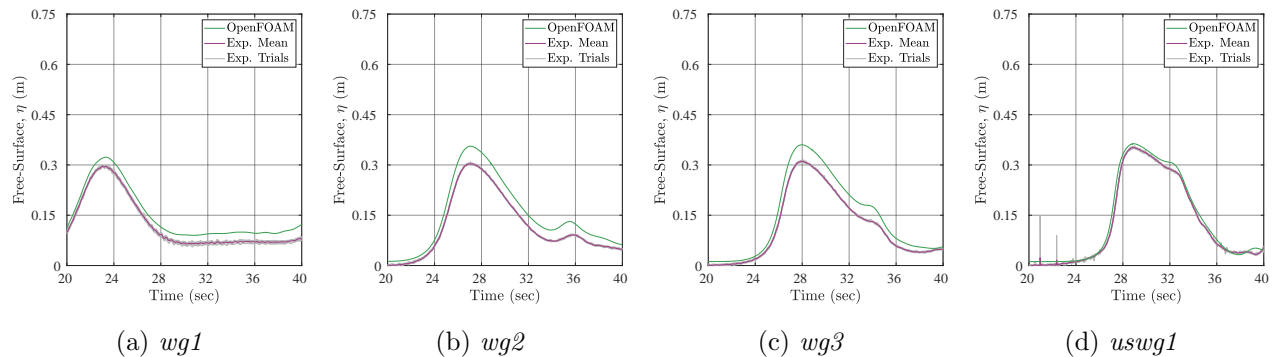 0.75
0.6
0.45
0.3
0.15
0
Free-Surface, η (m)
20 24 28 32 36 40
Time (sec)
OpenFOAM
Exp. Mean
Exp. Trials
(a) wg1
0.75
0.6
0.45
0.3
0.15
0
Free-Surface, η (m)
20 24 28 32 36 40
Time (sec)
OpenFOAM
Exp. Mean
Exp. Trials
(b) wg2
0.75
0.6
0.45
0.3
0.15
0
Free-Surface, η (m)
20 24 28 32 36 40
Time (sec)
OpenFOAM
Exp. Mean
Exp. Trials
(c) wg3
0.75
0.6
0.45
0.3
0.15
0
Free-Surface, η (m)
20 24 28 32 36 40
Time (sec)
OpenFOAM
Exp. Mean
Exp. Trials
(d) uswg1